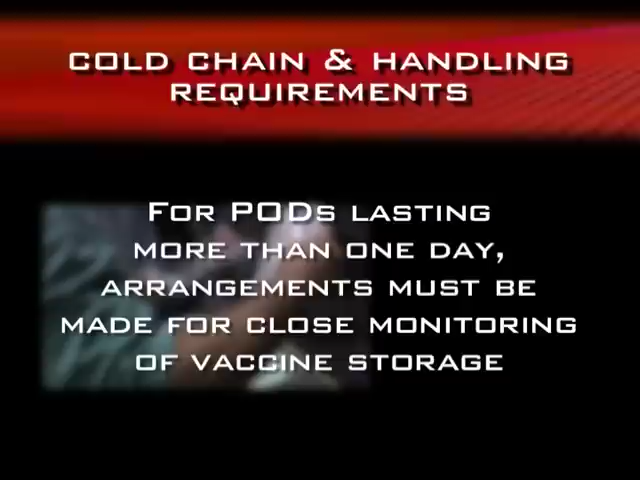 COLD CHAIN & HANDLING
REQUIREMENTS
FOR PODS LASTING
MORE THAN ONE DAY,
ARRANGEMENTS MUST BE
MADE FOR CLOSE MONITORING
OF VACCINE STORAGE